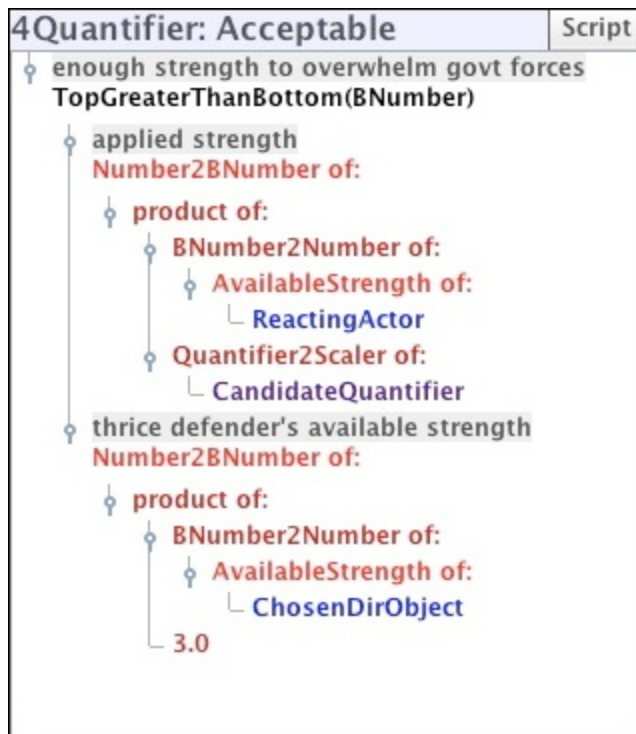 4Quantifier: Acceptable
Script
enough strength to overwhelm govt forces
TopGreaterThanBottom(BNumber)
applied strength
Number2BNumber of:
product of:
BNumber2Number of:
AvailableStrength of:
ReactingActor
Quantifier2Scaler of:
CandidateQuantifier
thrice defender's available strength
Number2BNumber of:
product of:
BNumber2Number of:
AvailableStrength of:
ChosenDirObject
3.0